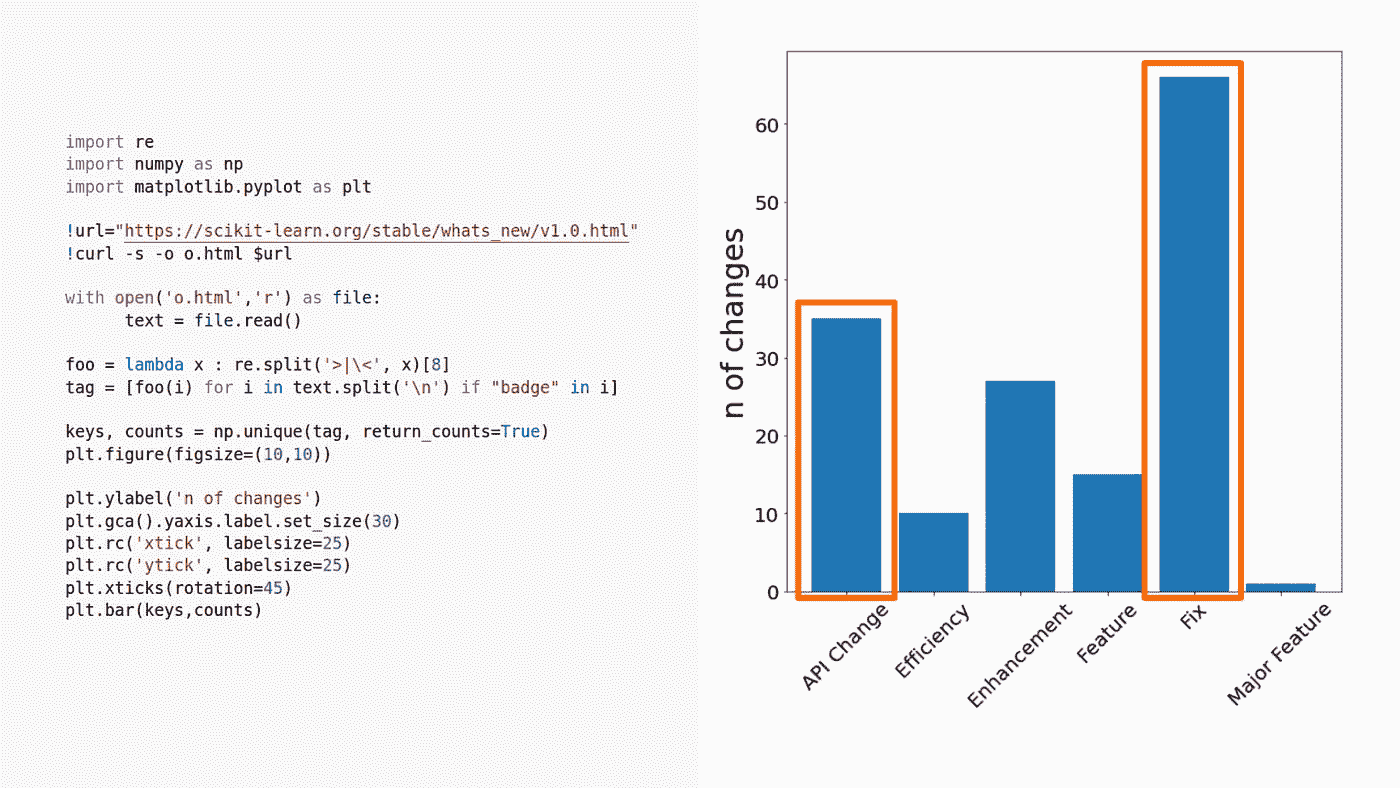 import re
import numpy as np
import matplotlib.pyplot as plt
!url="https://scikit-learn.org/stable/whats_new/v1.0.html"
!curl -s -o o.html $url
with open('o.html','r') as file:
text = file.read()
foo = lambda x : re.split('>|\<', x)[8]
tag = [foo(i) for i in text.split('\n') if "badge" in i]
keys, counts = np.unique(tag, return_counts=True)
plt.figure(figsize=(10,10))
plt.ylabel('n of changes')
plt.gca().yaxis.label.set_size(30)
plt.rc('xtick', labelsize=25)
plt.rc('ytick', labelsize=25)
plt.xticks(rotation=45)
plt.bar(keys,counts)
n of changes
60
50
40
30
20
10
0
API Change
Efficiency
Enhancement
Feature
Fix
Major Feature